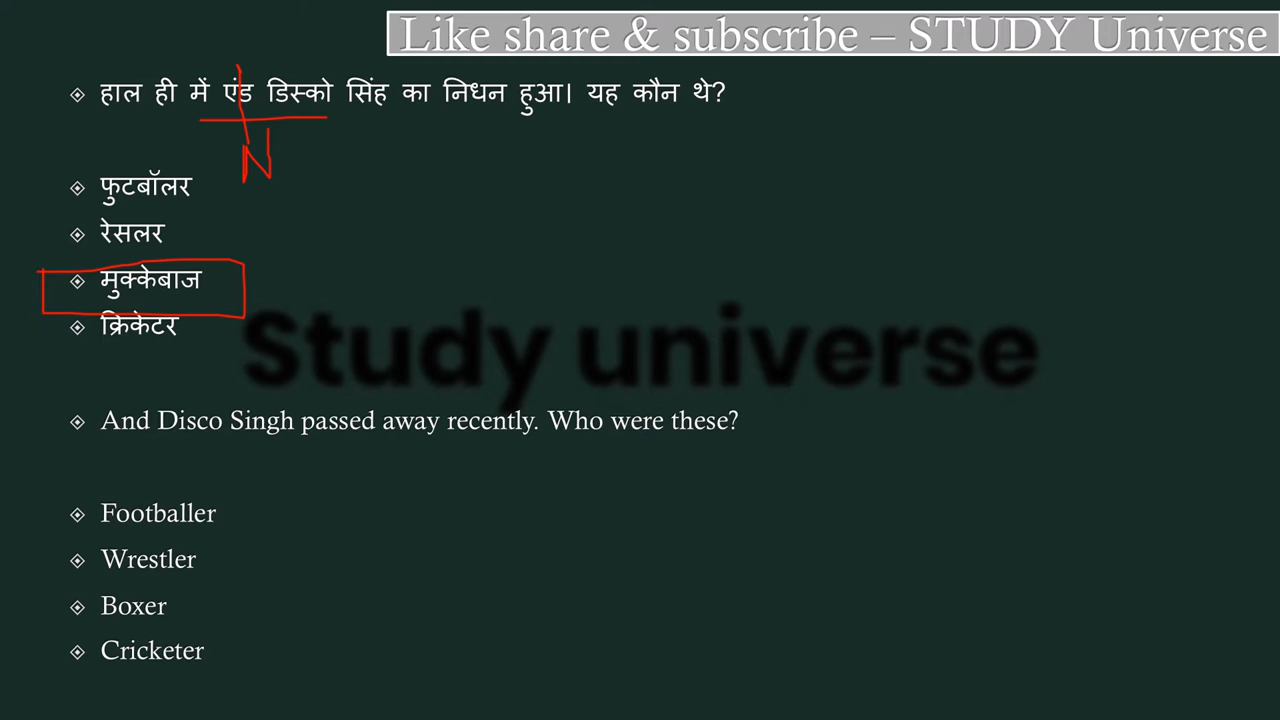 Like share & subscribe – STUDY Universe
हाल ही में एंड डिस्को सिंह का निधन हुआ। यह कौन थे?
N
फुटबॉलर
रेसलर
मुक्केबाज
क्रिकेटर
Study universe
And Disco Singh passed away recently. Who were these?
Footballer
Wrestler
Boxer
Cricketer